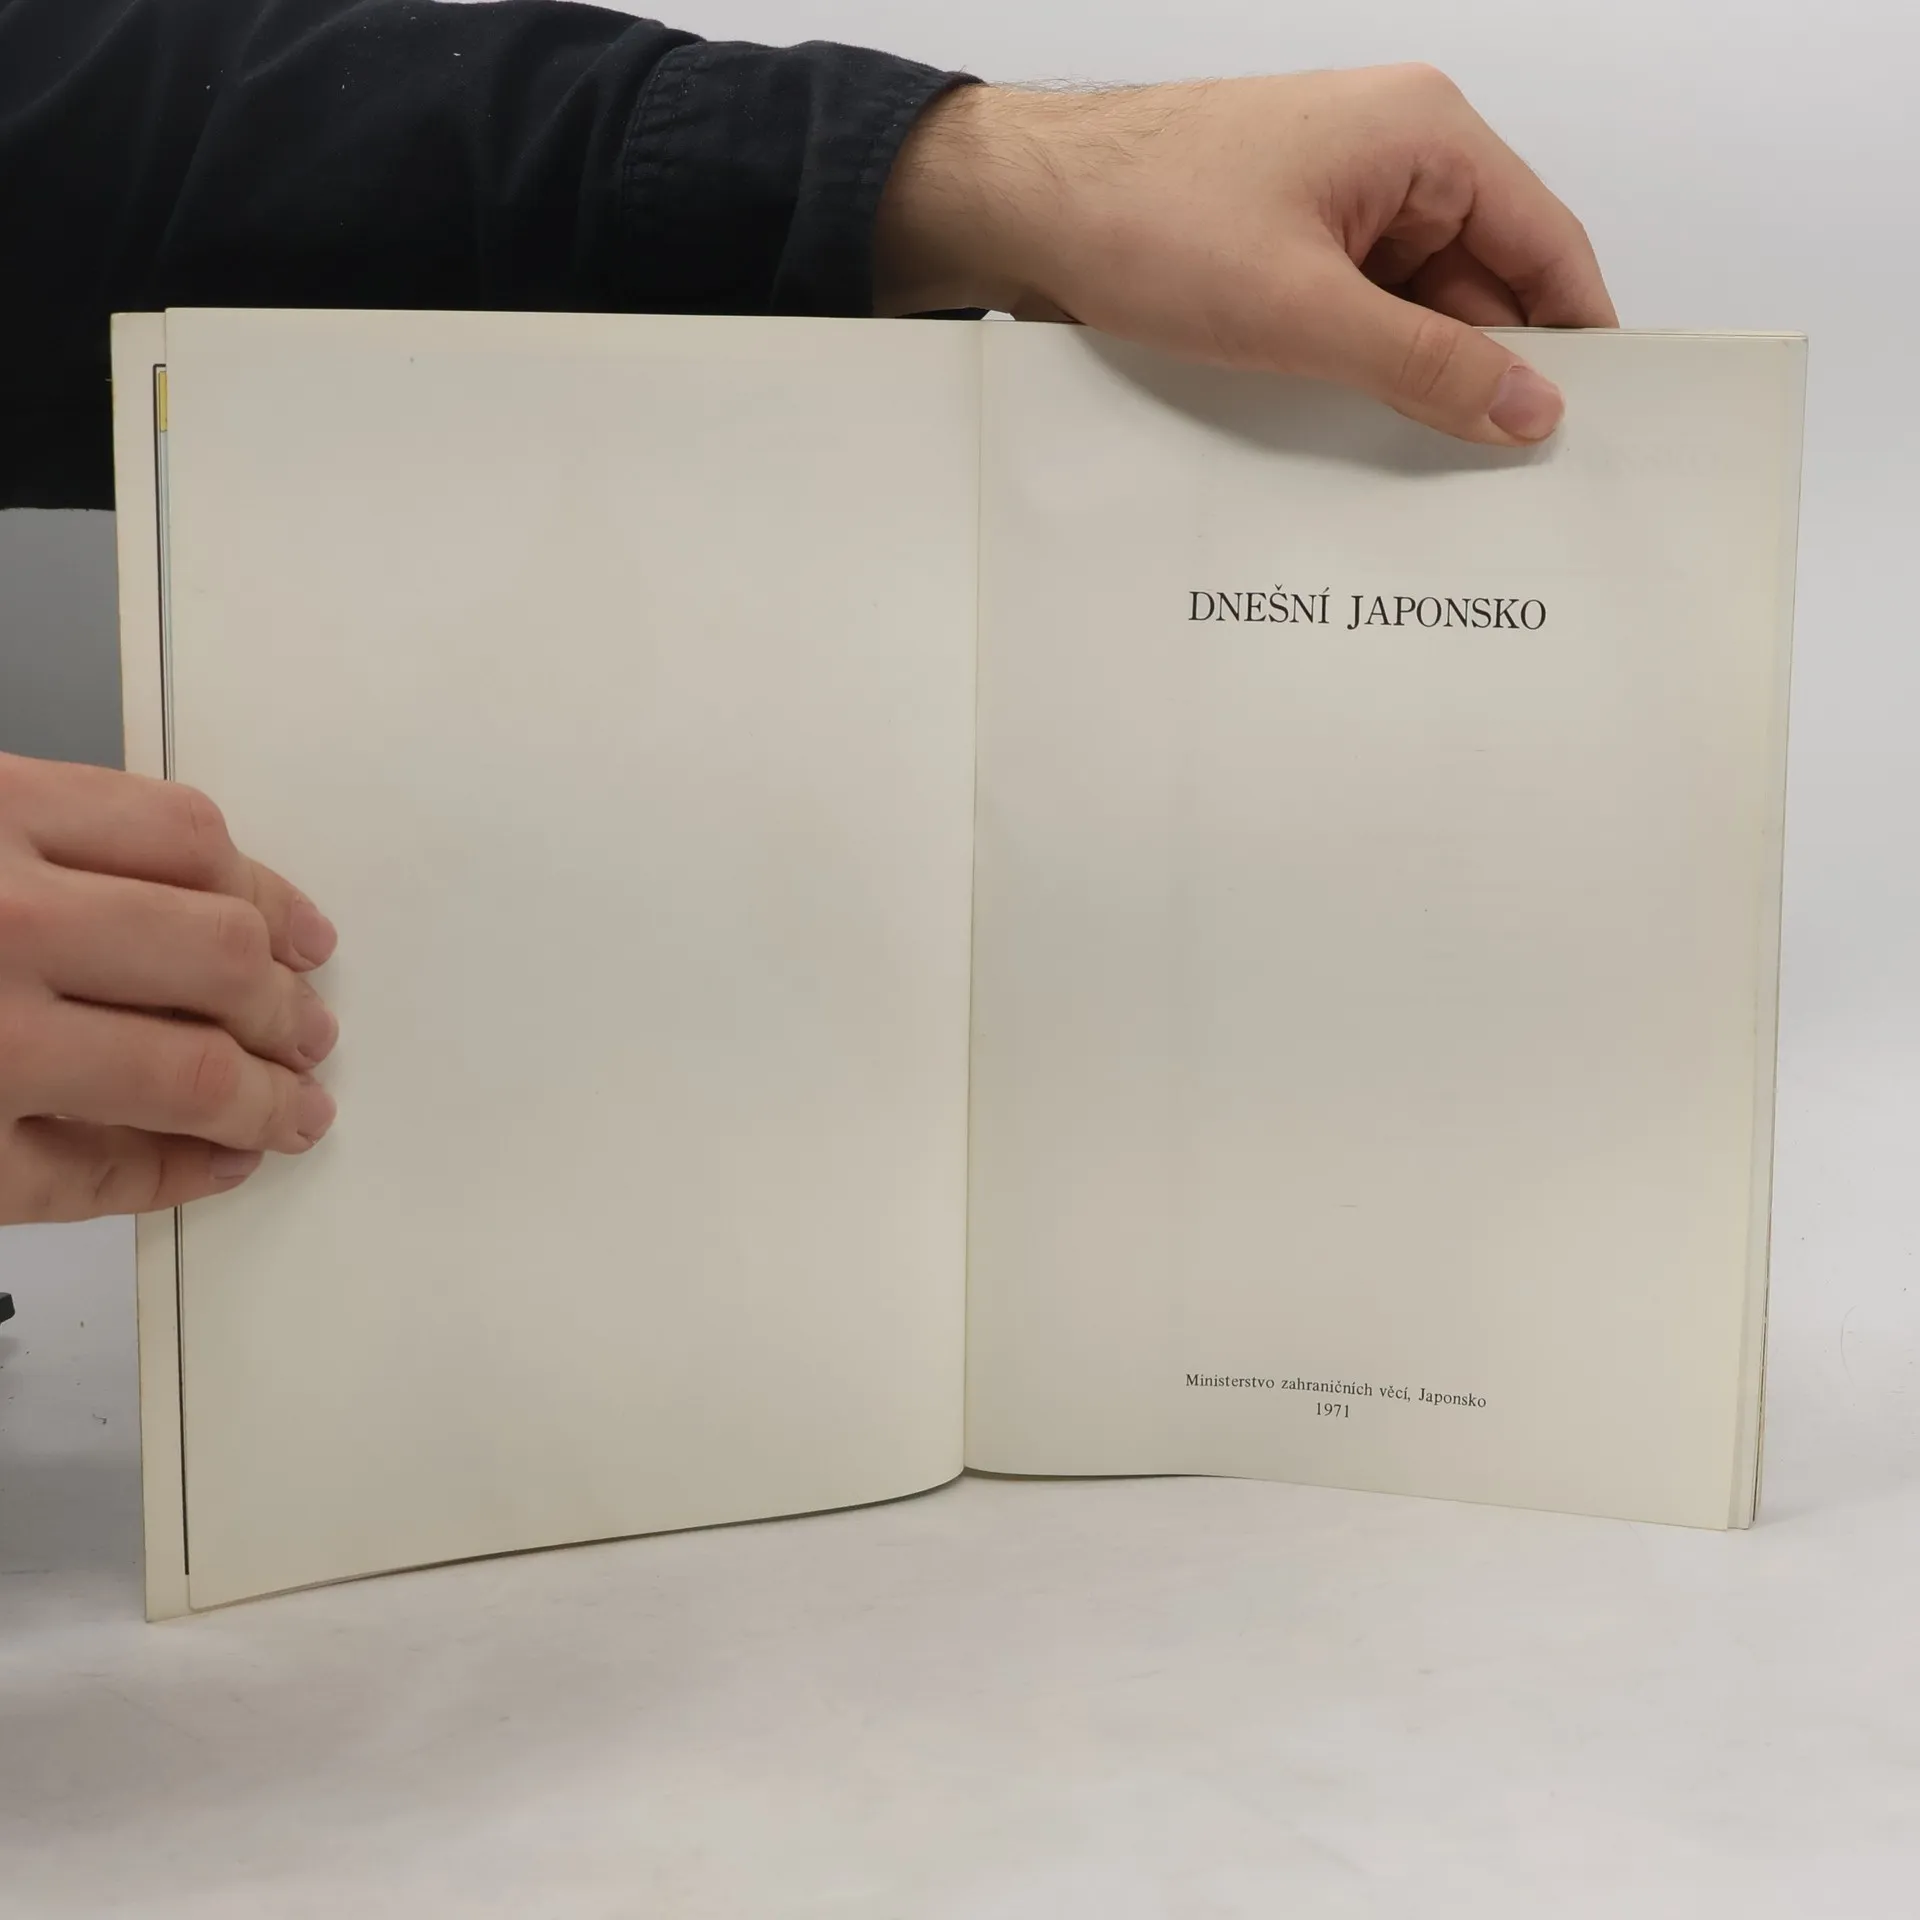 DNEŠNÍ JAPONSKO
Ministerstvo zahraničních věcí, Japonsko
1971